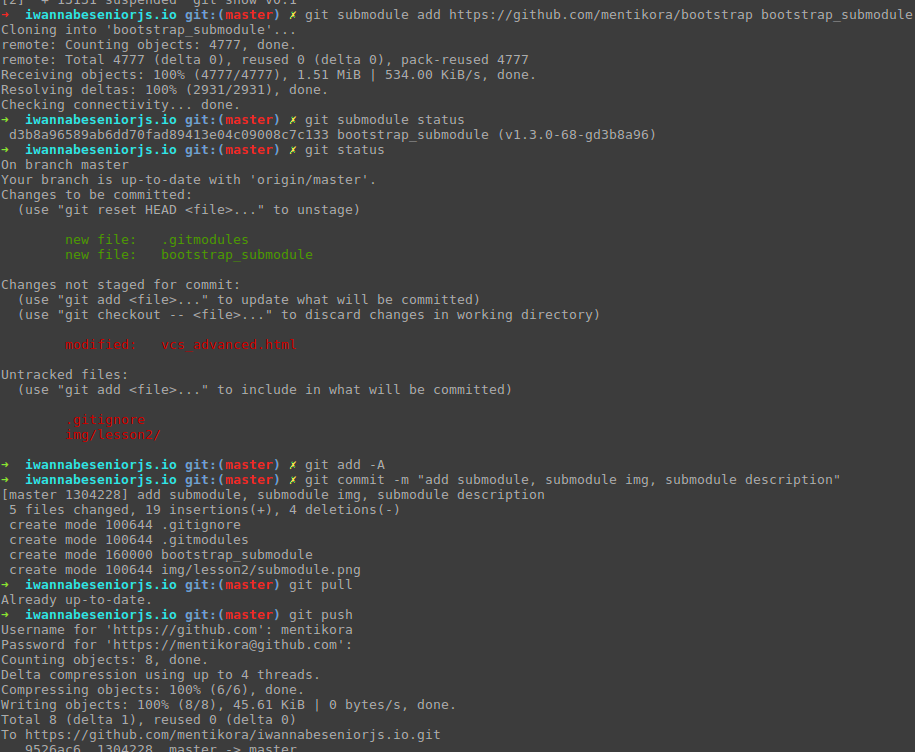 [2]  + 15151 suspended  git show v0.1
➜  iwannabeseniorjs.io git:(master) ✗ git submodule add https://github.com/mentikora/bootstrap bootstrap_submodule
Cloning into 'bootstrap_submodule'...
remote: Counting objects: 4777, done.
remote: Total 4777 (delta 0), reused 0 (delta 0), pack-reused 4777
Receiving objects: 100% (4777/4777), 1.51 MiB | 534.00 KiB/s, done.
Resolving deltas: 100% (2931/2931), done.
Checking connectivity... done.
➜  iwannabeseniorjs.io git:(master) ✗ git submodule status
 d3b8a96589ab6dd70fad89413e04c09008c7c133 bootstrap_submodule (v1.3.0-68-gd3b8a96)
➜  iwannabeseniorjs.io git:(master) ✗ git status
On branch master
Your branch is up-to-date with 'origin/master'.
Changes to be committed:
  (use "git reset HEAD <file>..." to unstage)
        new file:   .gitmodules
        new file:   bootstrap_submodule
Changes not staged for commit:
  (use "git add <file>..." to update what will be committed)
  (use "git checkout -- <file>..." to discard changes in working directory)
        modified:   vcs-advanced.html
Untracked files:
  (use "git add <file>..." to include in what will be committed)
        .gitignore
        img/lesson2/
➜  iwannabeseniorjs.io git:(master) ✗ git add -A
➜  iwannabeseniorjs.io git:(master) ✗ git commit -m "add submodule, submodule img, submodule description"
[master 1304228] add submodule, submodule img, submodule description
 5 files changed, 19 insertions(+), 4 deletions(-)
 create mode 100644 .gitignore
 create mode 100644 .gitmodules
 create mode 160000 bootstrap_submodule
 create mode 100644 img/lesson2/submodule.png
➜  iwannabeseniorjs.io git:(master) git pull
Already up-to-date.
➜  iwannabeseniorjs.io git:(master) git push
Username for 'https://github.com': mentikora
Password for 'https://mentikora@github.com':
Counting objects: 8, done.
Delta compression using up to 4 threads.
Compressing objects: 100% (6/6), done.
Writing objects: 100% (8/8), 45.61 KiB | 0 bytes/s, done.
Total 8 (delta 1), reused 0 (delta 0)
To https://github.com/mentikora/iwannabeseniorjs.io.git
   9526ac6..1304228  master -> master